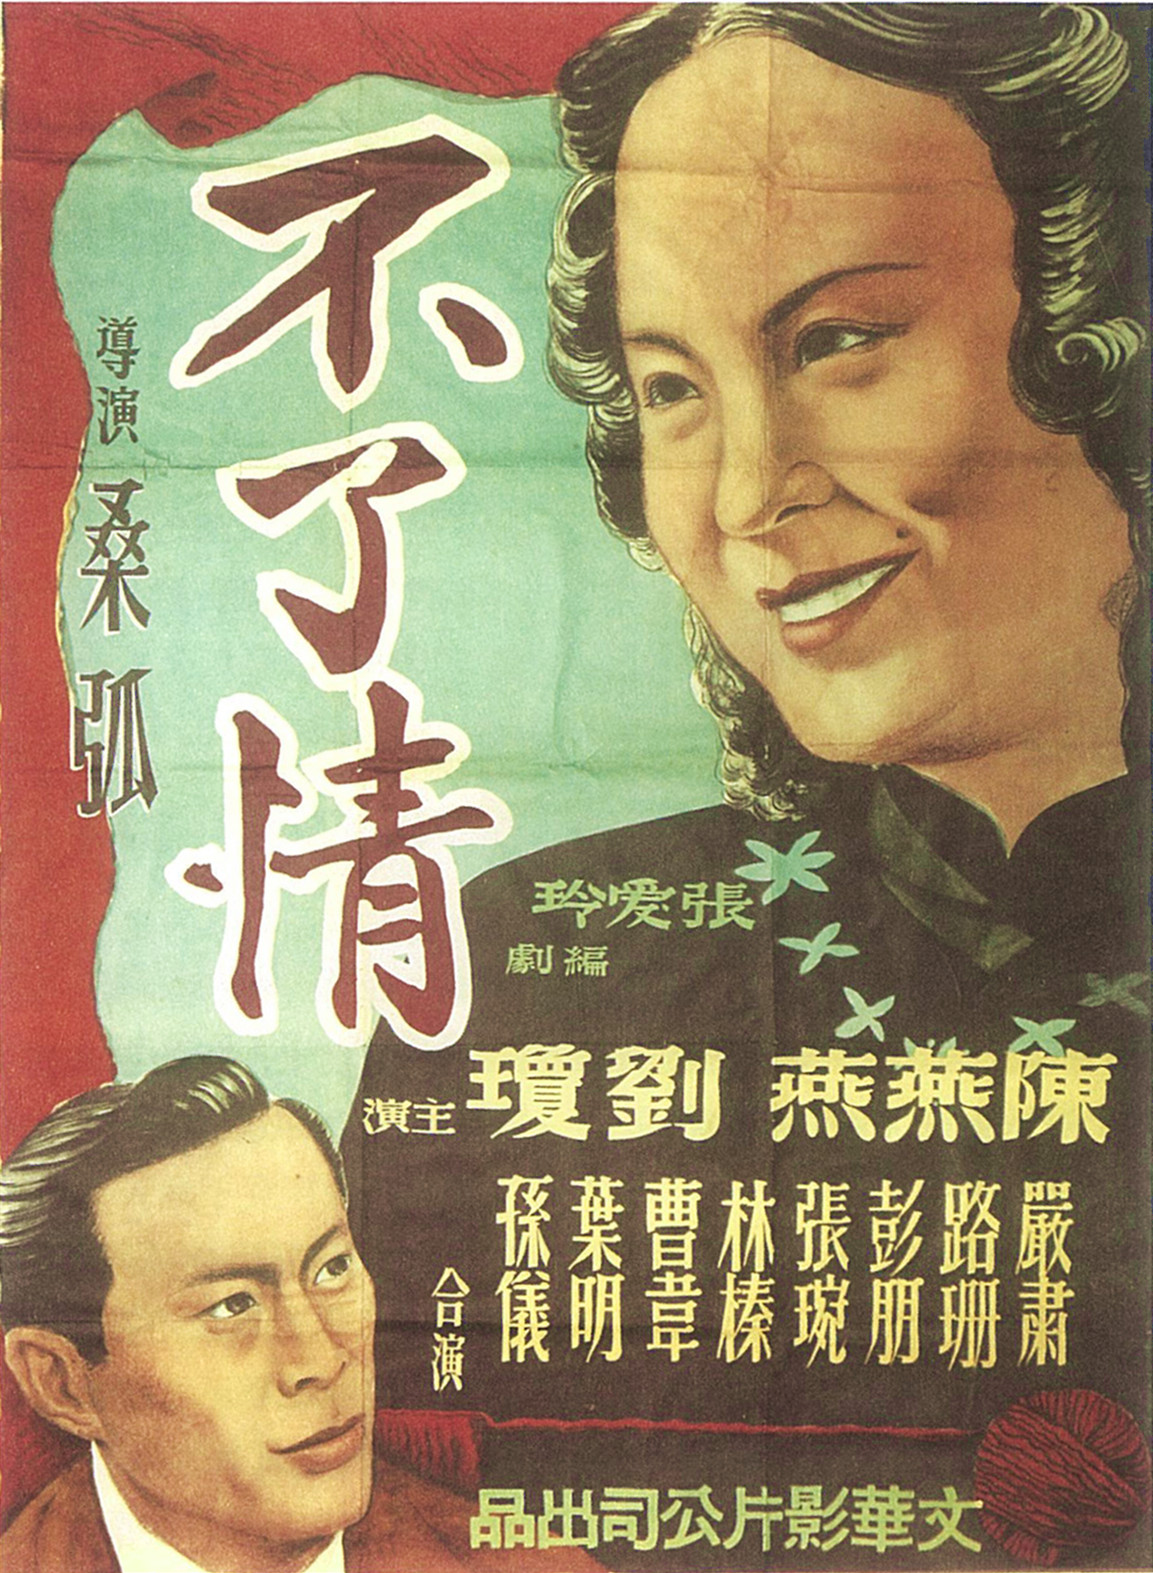 不了情
導演 桑弧
張爱玲
編劇
陳燕燕 劉瓊 主演
嚴肅
路珊
彭朋
張琬
林榛
曹韋
葉明
孫儀
合演
文華影片公司出品